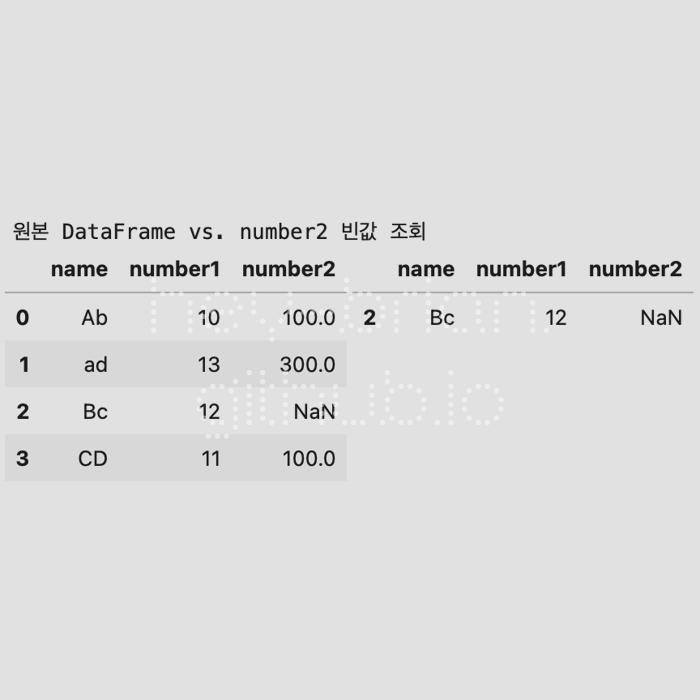 원본 DataFrame vs. number2 빈값 조회
name number1 number2 name number1 number2
0 Ab 10 100.0 2 Bc 12 NaN
1 ad 13 300.0
2 Bc 12 NaN
3 CD 11 100.0
github.io